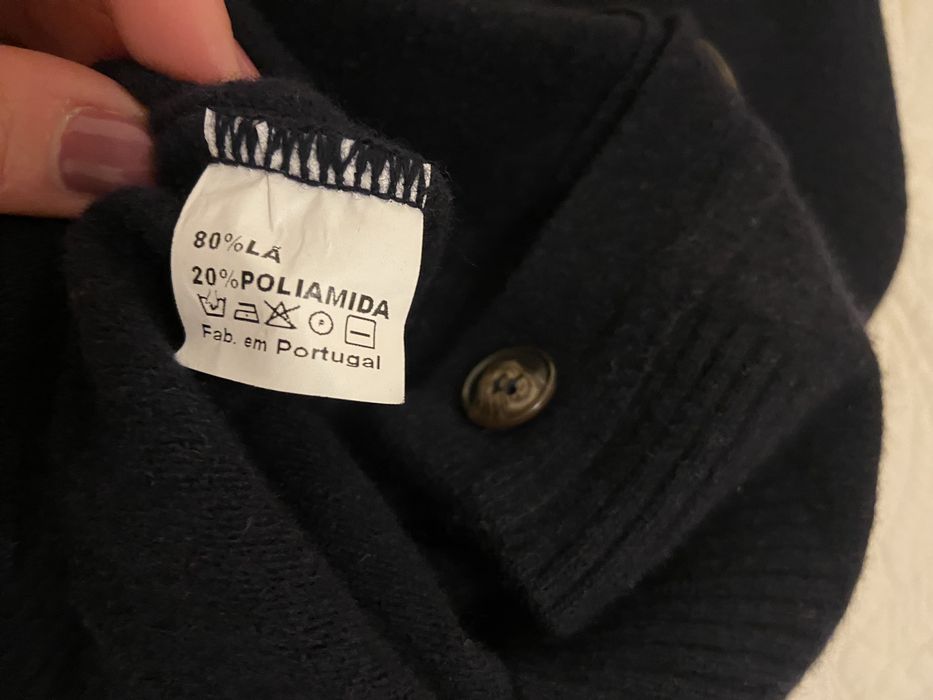 80%LÃ
20%POLIAMIDA
Fab. em Portugal